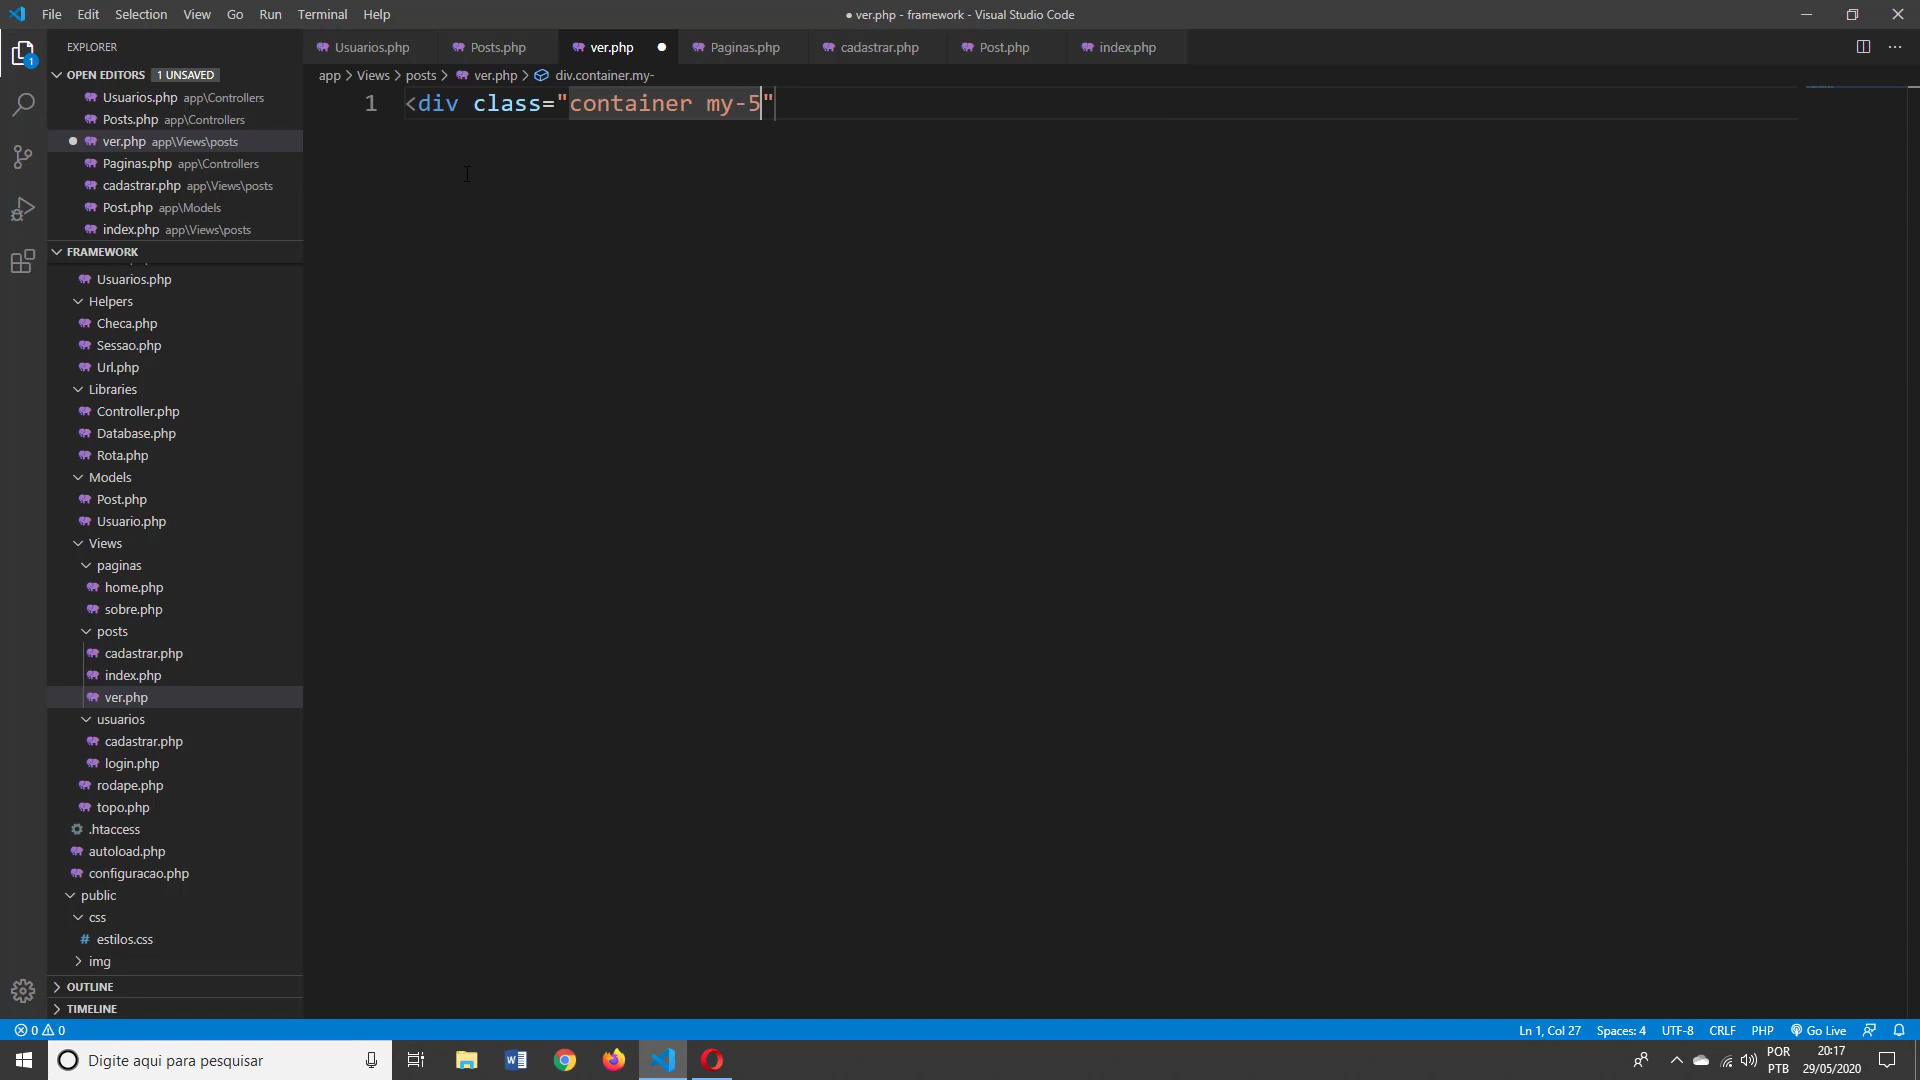 File Edit Selection View Go Run Terminal Help
● ver.php - framework - Visual Studio Code
EXPLORER
OPEN EDITORS 1 UNSAVED
Usuarios.php app\Controllers
Posts.php app\Controllers
ver.php app\Views\posts
Paginas.php app\Controllers
cadastrar.php app\Views\posts
Post.php app\Models
index.php app\Views\posts
FRAMEWORK
Usuarios.php
Helpers
Checa.php
Sessao.php
Url.php
Libraries
Controller.php
Database.php
Rota.php
Models
Post.php
Usuario.php
Views
paginas
home.php
sobre.php
posts
cadastrar.php
index.php
ver.php
usuarios
cadastrar.php
login.php
rodape.php
topo.php
.htaccess
autoload.php
configuracao.php
public
css
# estilos.css
img
OUTLINE
TIMELINE
Usuarios.php Posts.php ver.php Paginas.php cadastrar.php Post.php index.php
app > Views > posts > ver.php > div.container.my-
1 <div class="container my-5"
1
0 0
Ln 1, Col 27 Spaces: 4 UTF-8 CRLF PHP Go Live
Digite aqui para pesquisar
POR
PTB
20:17
29/05/2020